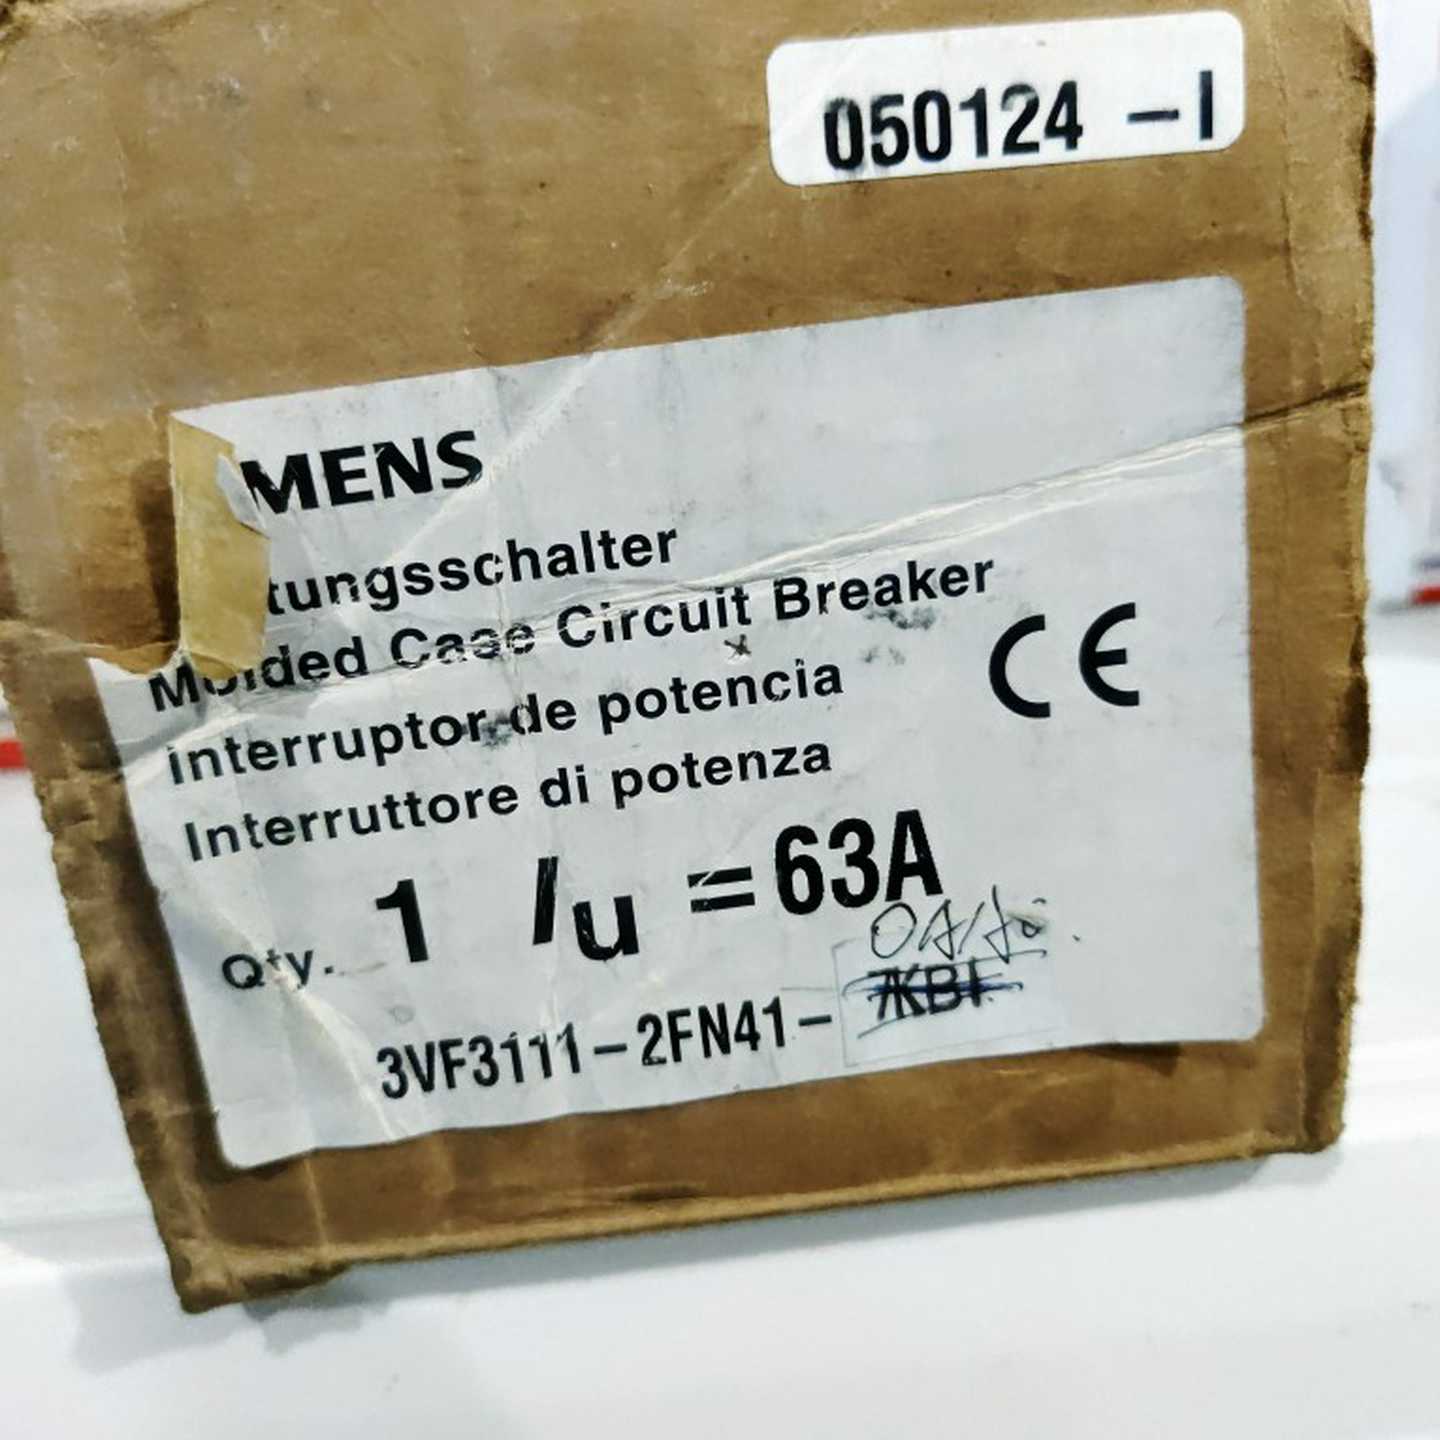 050124 -I
MENS
tungsschalter
Molded Case Circuit Breaker
interruptor de potencia
Interruttore di potenza
CE
Qty. 1 Iu = 63A
3VF3111-2FN41-